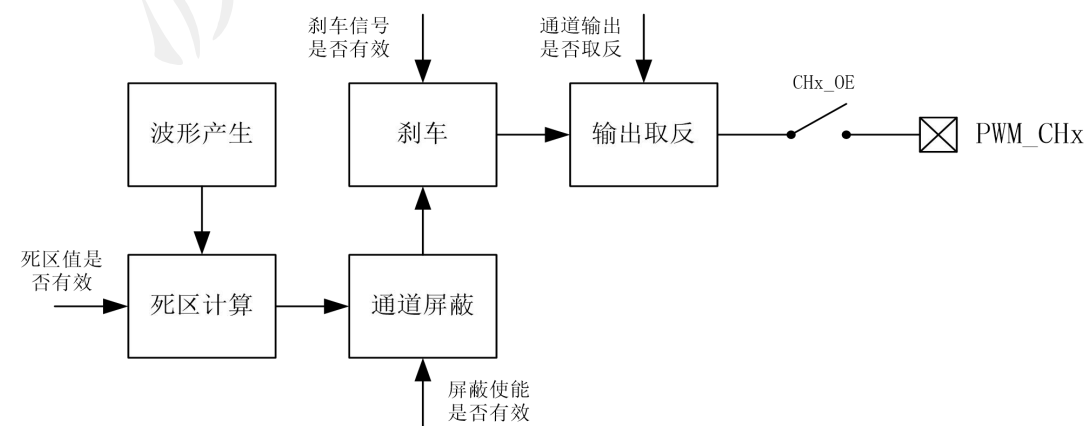 刹车信号
是否有效
通道输出
是否取反
CHx_OE
波形产生
刹车
输出取反
PWM_CHx
死区值是
否有效
死区计算
通道屏蔽
屏蔽使能
是否有效